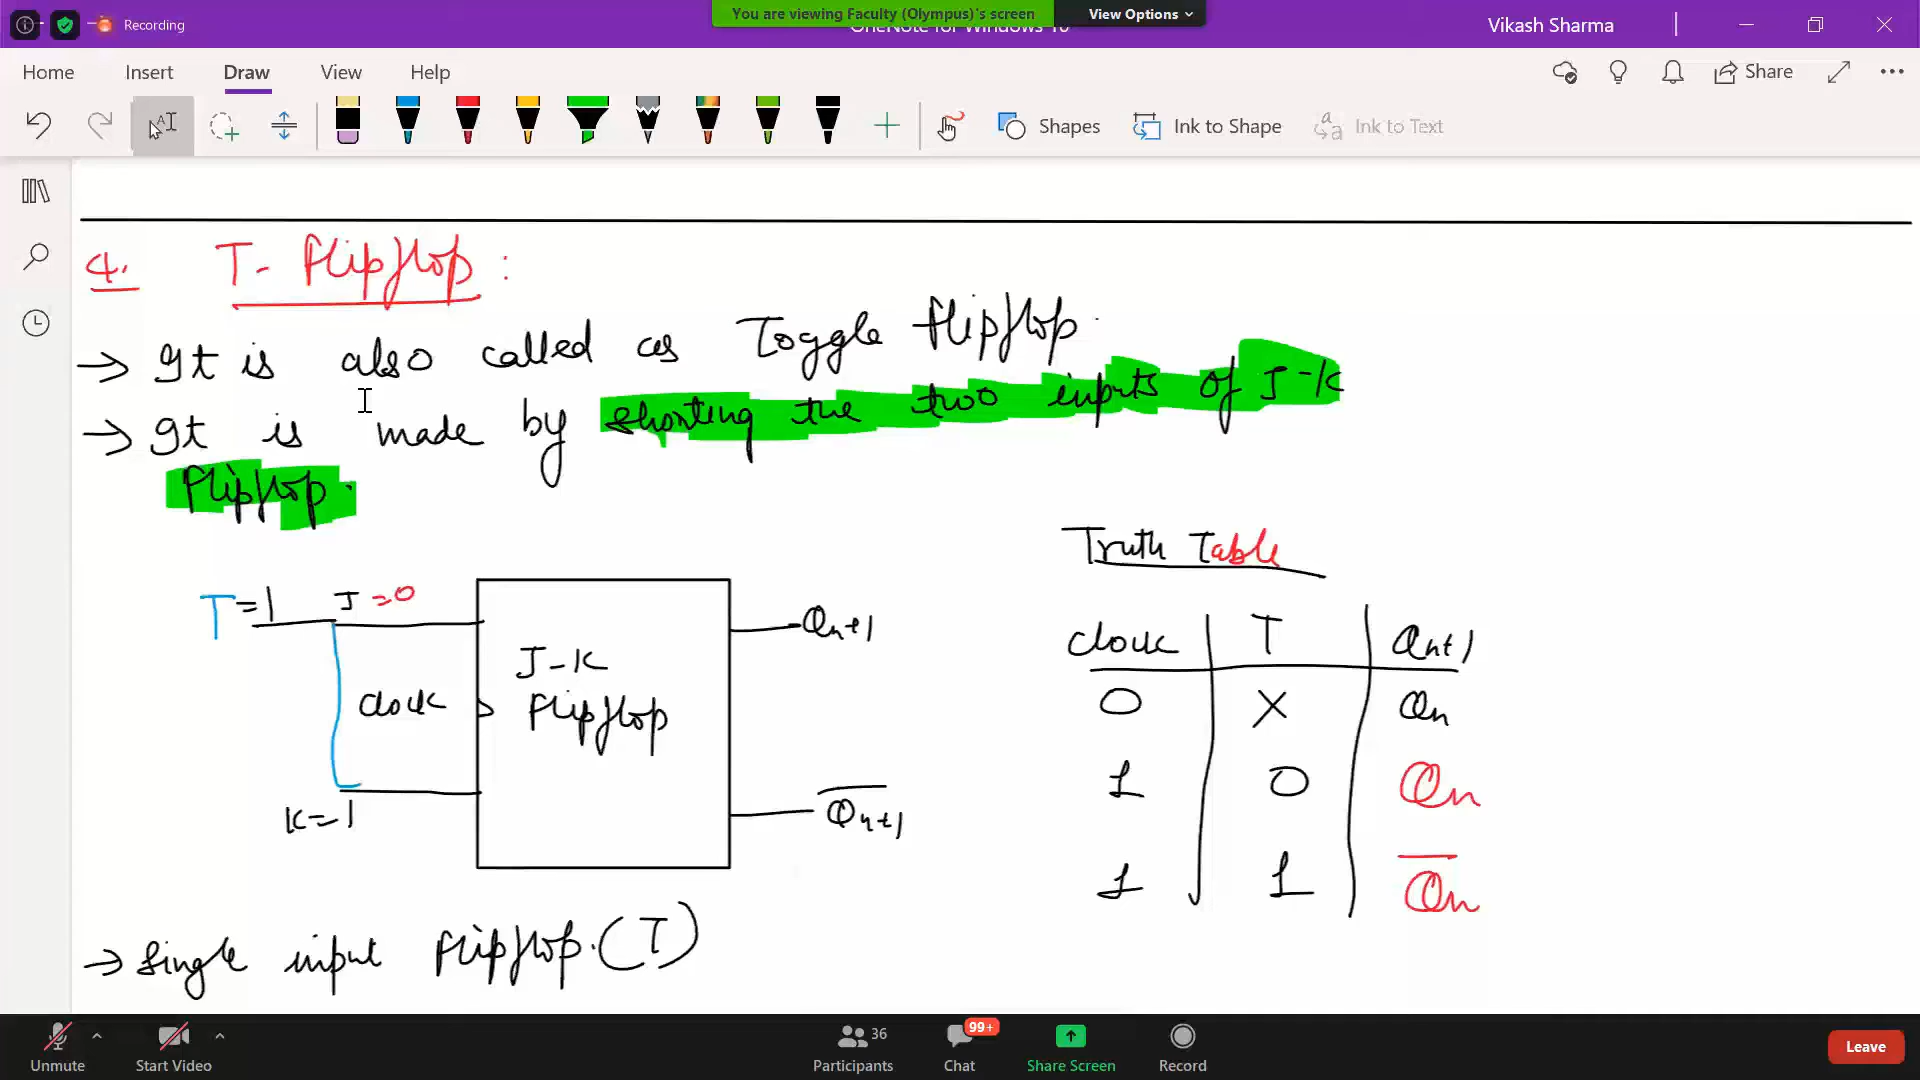 Recording
You are viewing Faculty (Olympus)'s screen
View Options
OneNote for Windows 10
Vikash Sharma
Home Insert Draw View Help
Share
Shapes Ink to Shape Ink to Text
4. T- flipflop :
→ It is also called as Toggle flipflop.
→ It is made by shorting the two inputs of J-K
flipflop.
Truth Table
T=1 J=0
Qn+1
J-K
flipflop
clock
K=1
Q̅n+1
clock T Qn+1
0 X Qn
1 0 Qn
1 1 Q̅n
→ single input flipflop. (T)
Unmute
Start Video
36
Participants
99+
Chat
Share Screen
Record
Leave